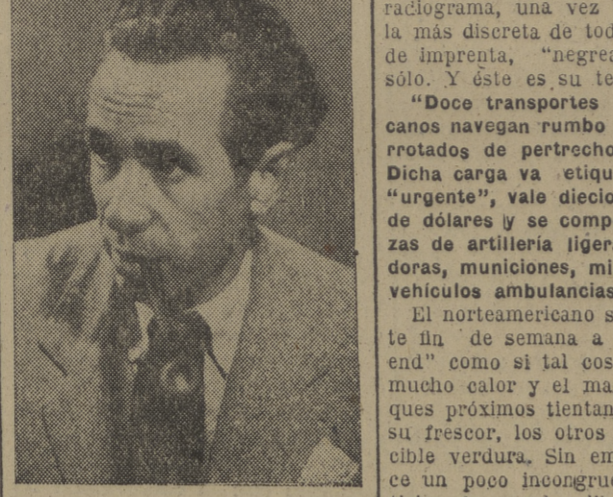 radiograma, una vez
la más discreta de tod
de imprenta, "negrea
sólo. Y éste es su te
"Doce transportes
canos navegan rumbo
rrotados de pertrecho
Dicha carga va etiqu
"urgente", vale diecio
de dólares y se comp
zas de artillería liger
doras, municiones, mi
vehículos ambulancias
El norteamericano s
te fin de semana a
end" como si tal cos
mucho calor y el ma
ques próximos tientan
su frescor, los otros
cible verdura. Sin em
ce un poco incongru